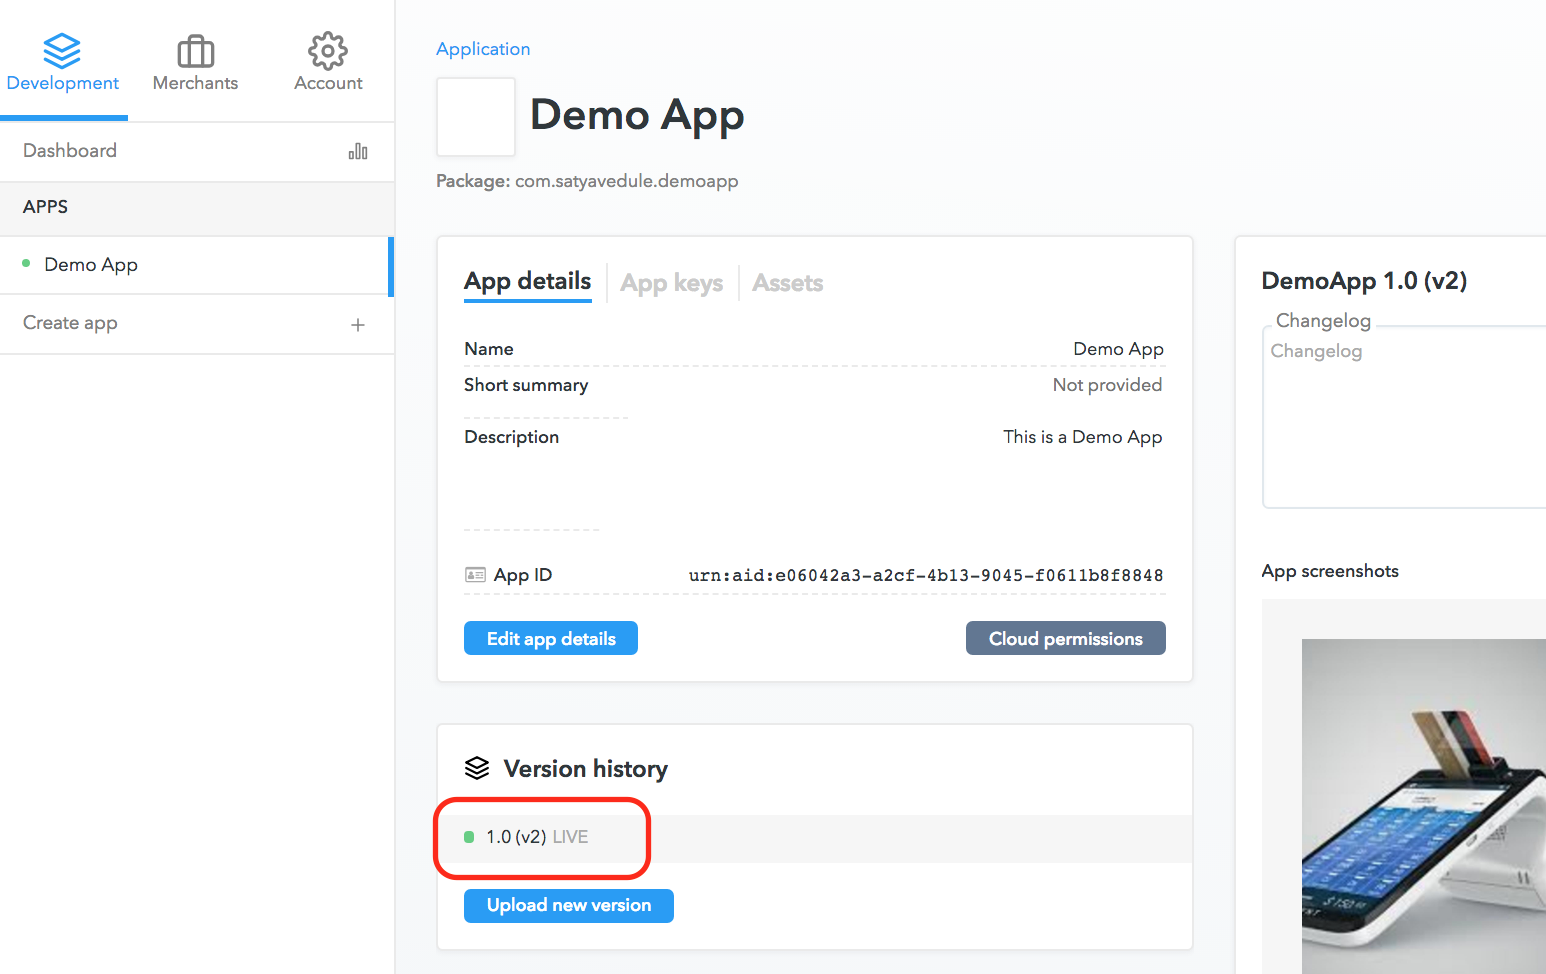 Development
Merchants
Account
Dashboard
APPS
Demo App
Create app
Application
Demo App
Package: com.satyavedule.demoapp
App details
App keys
Assets
Name
Demo App
Short summary
Not provided
Description
This is a Demo App
App ID
urn:aid:e06042a3-a2cf-4b13-9045-f0611b8f8848
Edit app details
Cloud permissions
Version history
1.0 (v2) LIVE
Upload new version
DemoApp 1.0 (v2)
Changelog
Changelog
App screenshots